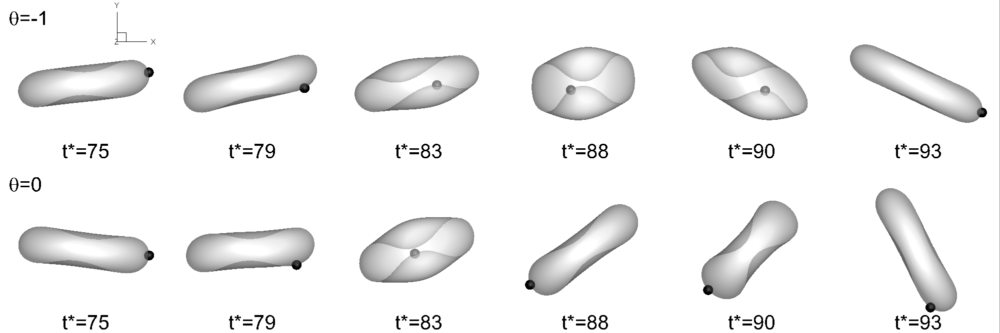 θ=-1
Y
Z
X
t*=75 t*=79 t*=83 t*=88 t*=90 t*=93
θ=0
t*=75 t*=79 t*=83 t*=88 t*=90 t*=93